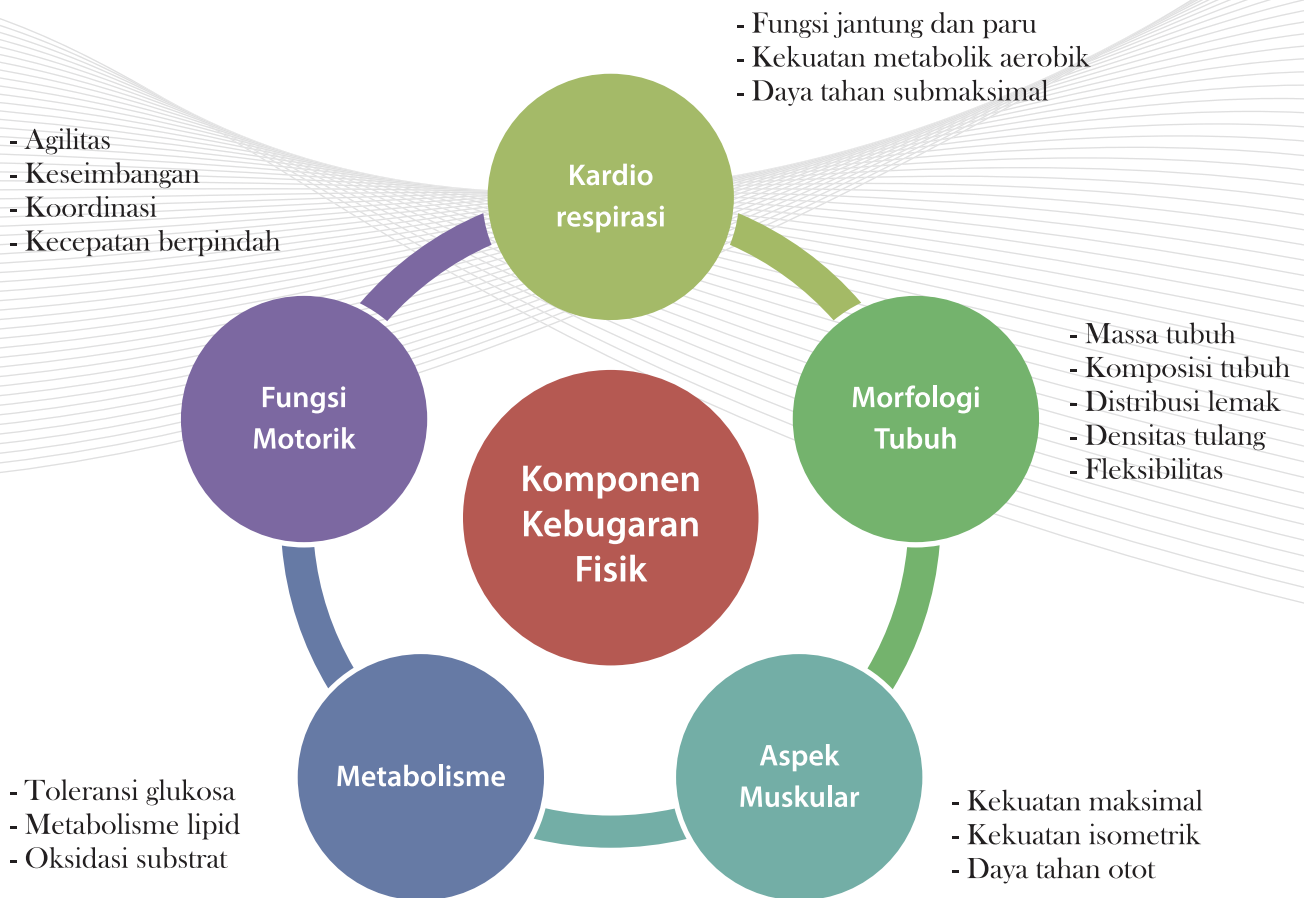 - Fungsi jantung dan paru
- Kekuatan metabolik aerobik
- Daya tahan submaksimal
- Agilitas
- Keseimbangan
- Koordinasi
- Kecepatan berpindah
Kardio
respirasi
Fungsi
Motorik
Morfologi
Tubuh
- Massa tubuh
- Komposisi tubuh
- Distribusi lemak
- Densitas tulang
- Fleksibilitas
Komponen
Kebugaran
Fisik
Metabolisme
Aspek
Muskular
- Toleransi glukosa
- Metabolisme lipid
- Oksidasi substrat
- Kekuatan maksimal
- Kekuatan isometrik
- Daya tahan otot